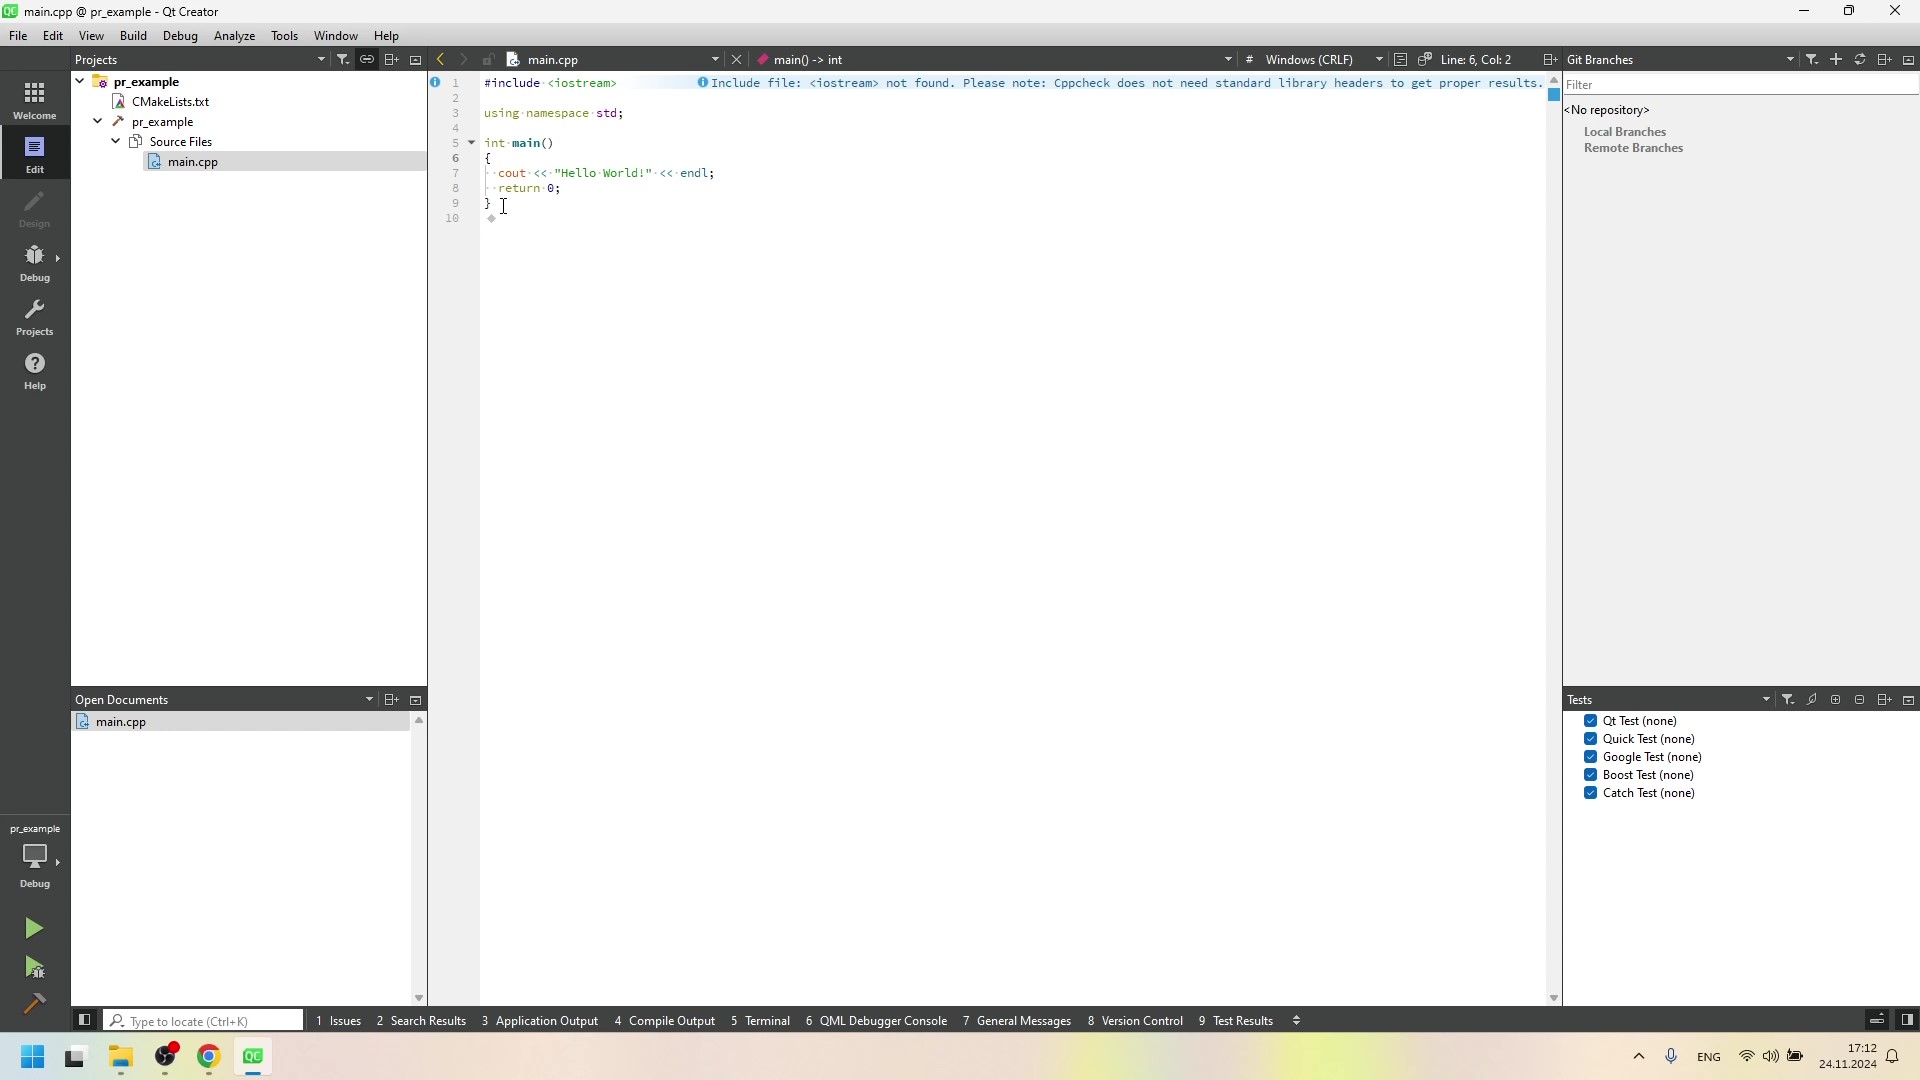 main.cpp @ pr_example - Qt Creator
File Edit View Build Debug Analyze Tools Window Help
Projects
main.cpp
main() -> int
# Windows (CRLF)
Line: 6, Col: 2
Git Branches
Welcome
Edit
Design
Debug
Projects
Help
pr_example
CMakeLists.txt
pr_example
Source Files
main.cpp
1 #include <iostream> Include file: <iostream> not found. Please note: Cppcheck does not need standard library headers to get proper results.
2
3 using namespace std;
4
5 int main()
6 {
7 cout << "Hello World!" << endl;
8 return 0;
9 }
10
Filter
<No repository>
Local Branches
Remote Branches
Open Documents
main.cpp
Tests
Qt Test (none)
Quick Test (none)
Google Test (none)
Boost Test (none)
Catch Test (none)
pr_example
Debug
Type to locate (Ctrl+K)
1 Issues 2 Search Results 3 Application Output 4 Compile Output 5 Terminal 6 QML Debugger Console 7 General Messages 8 Version Control 9 Test Results
QC
ENG
17:12
24.11.2024